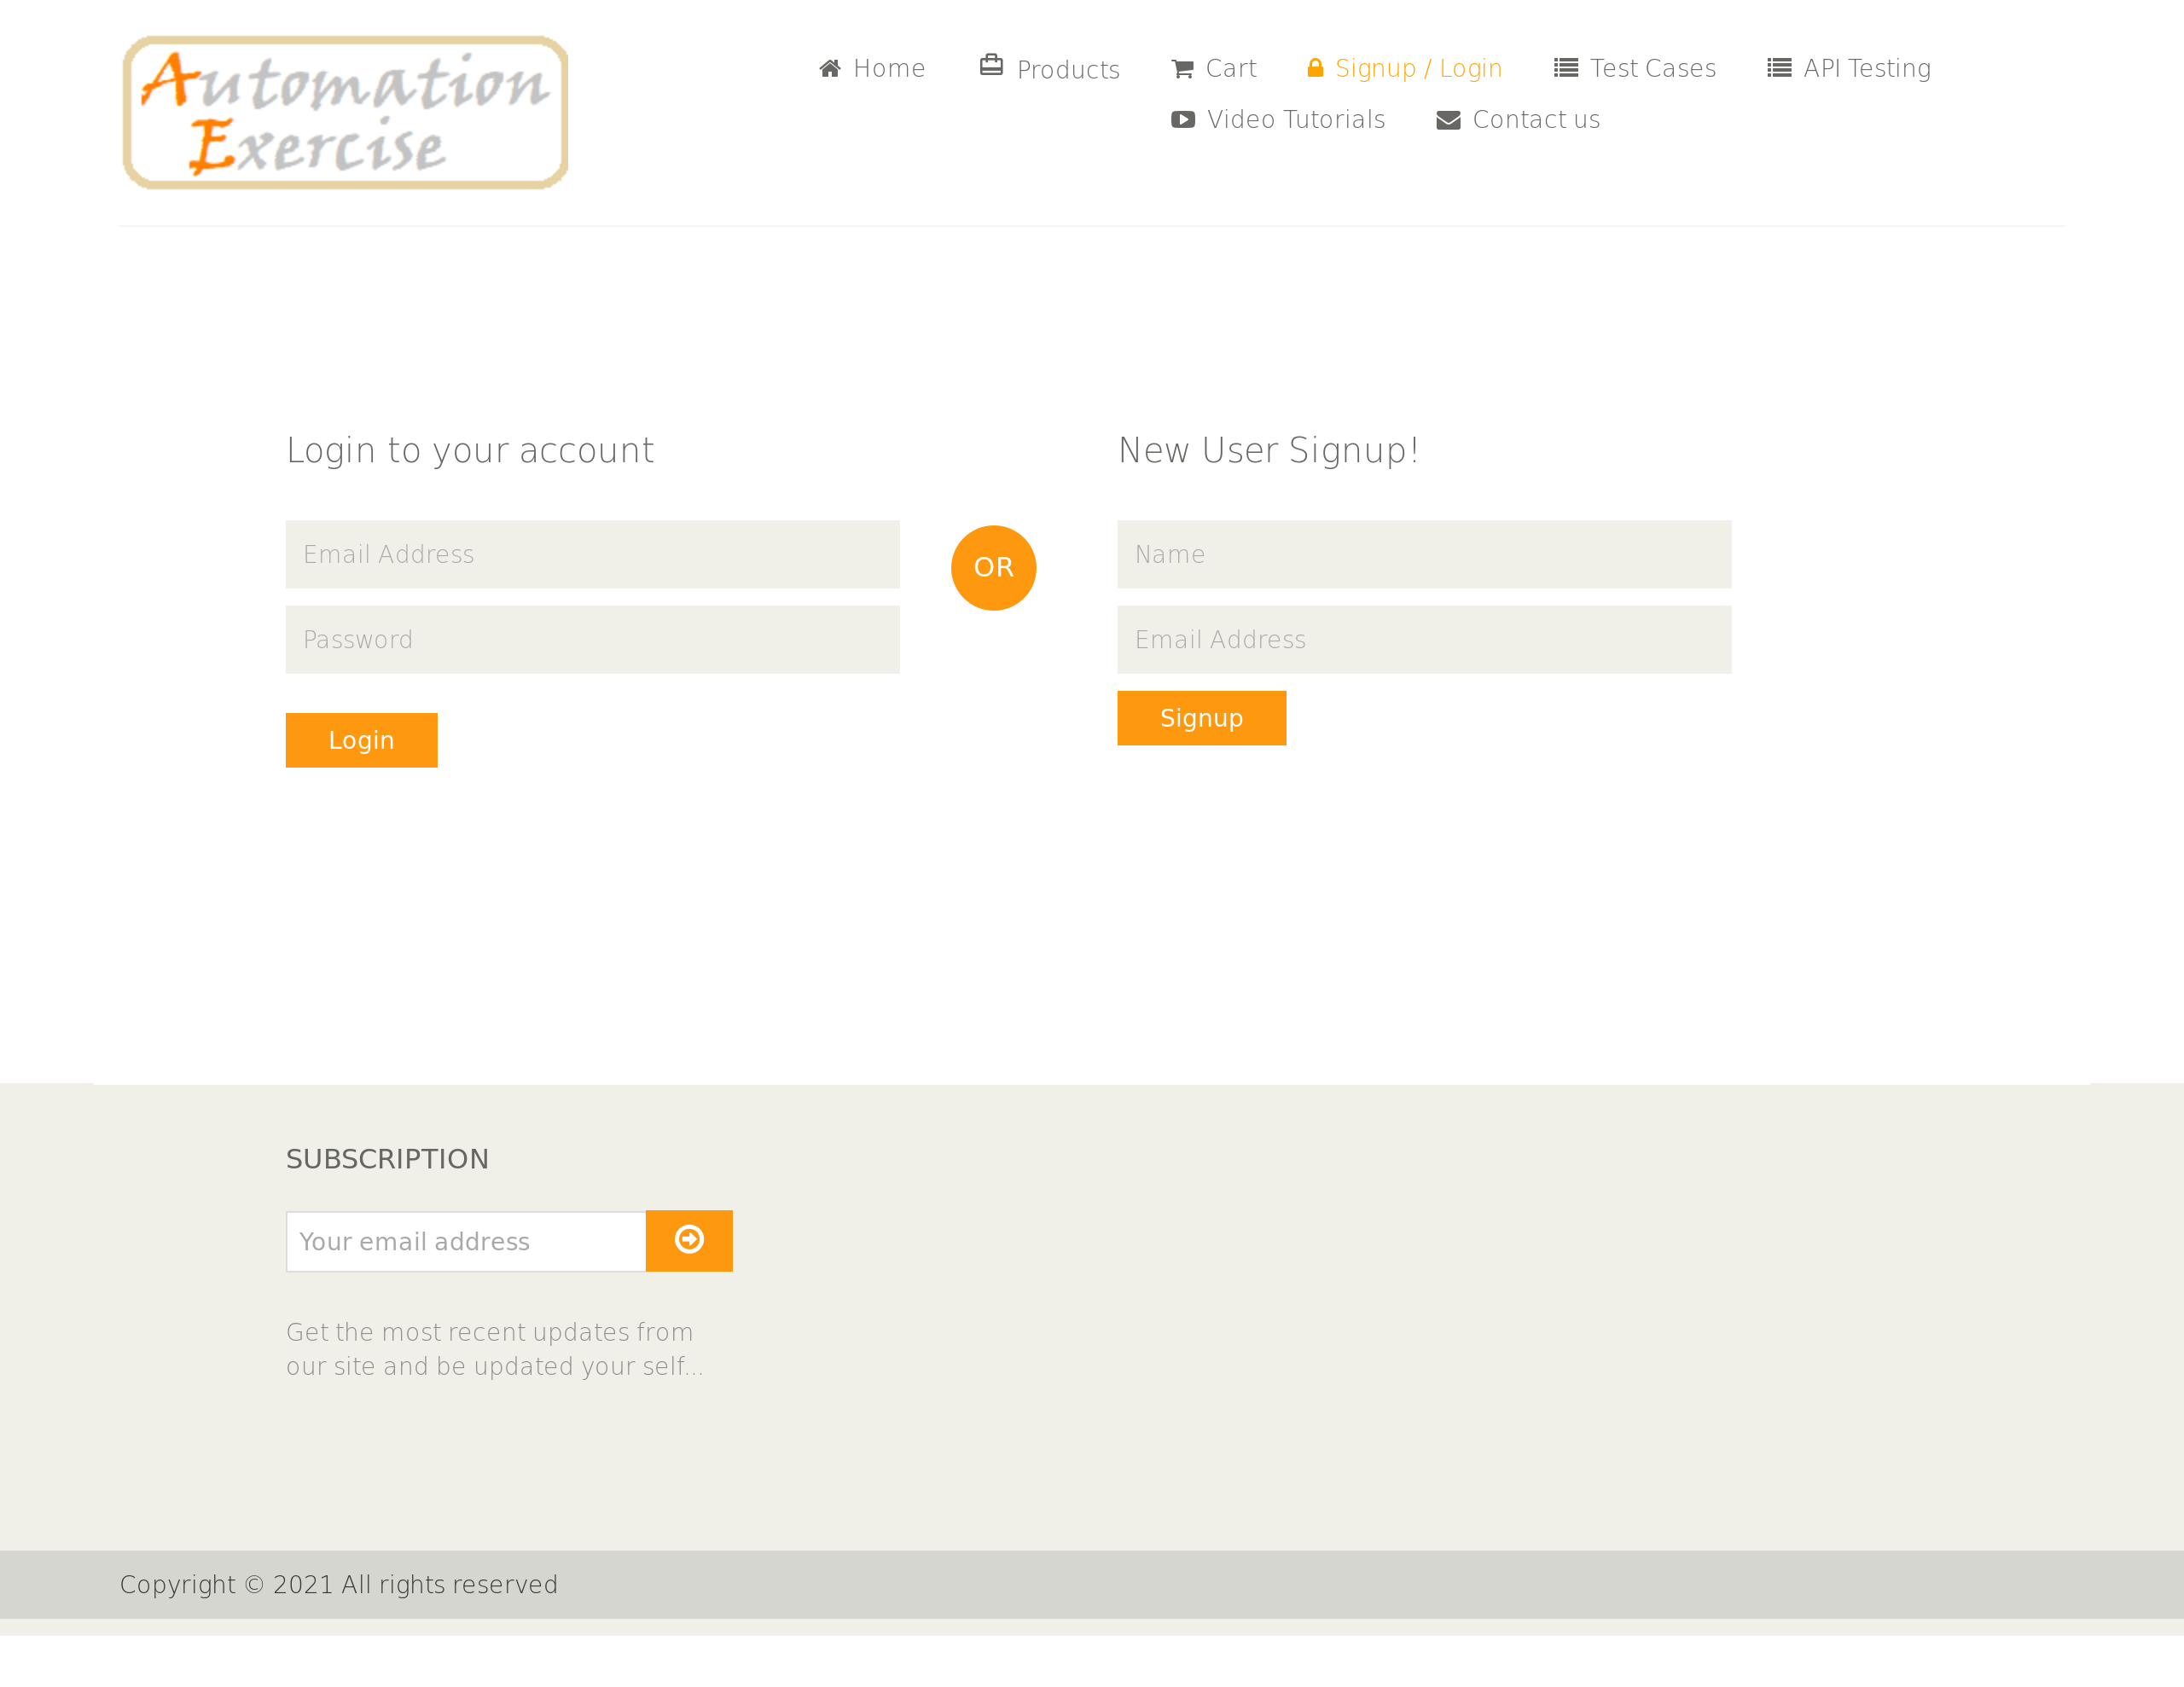 Automation
Exercise
Home Products Cart Signup / Login Test Cases API Testing
Video Tutorials Contact us
Login to your account
Email Address
Password
Login
OR
New User Signup!
Name
Email Address
Signup
SUBSCRIPTION
Your email address
Get the most recent updates from
our site and be updated your self...
Copyright © 2021 All rights reserved